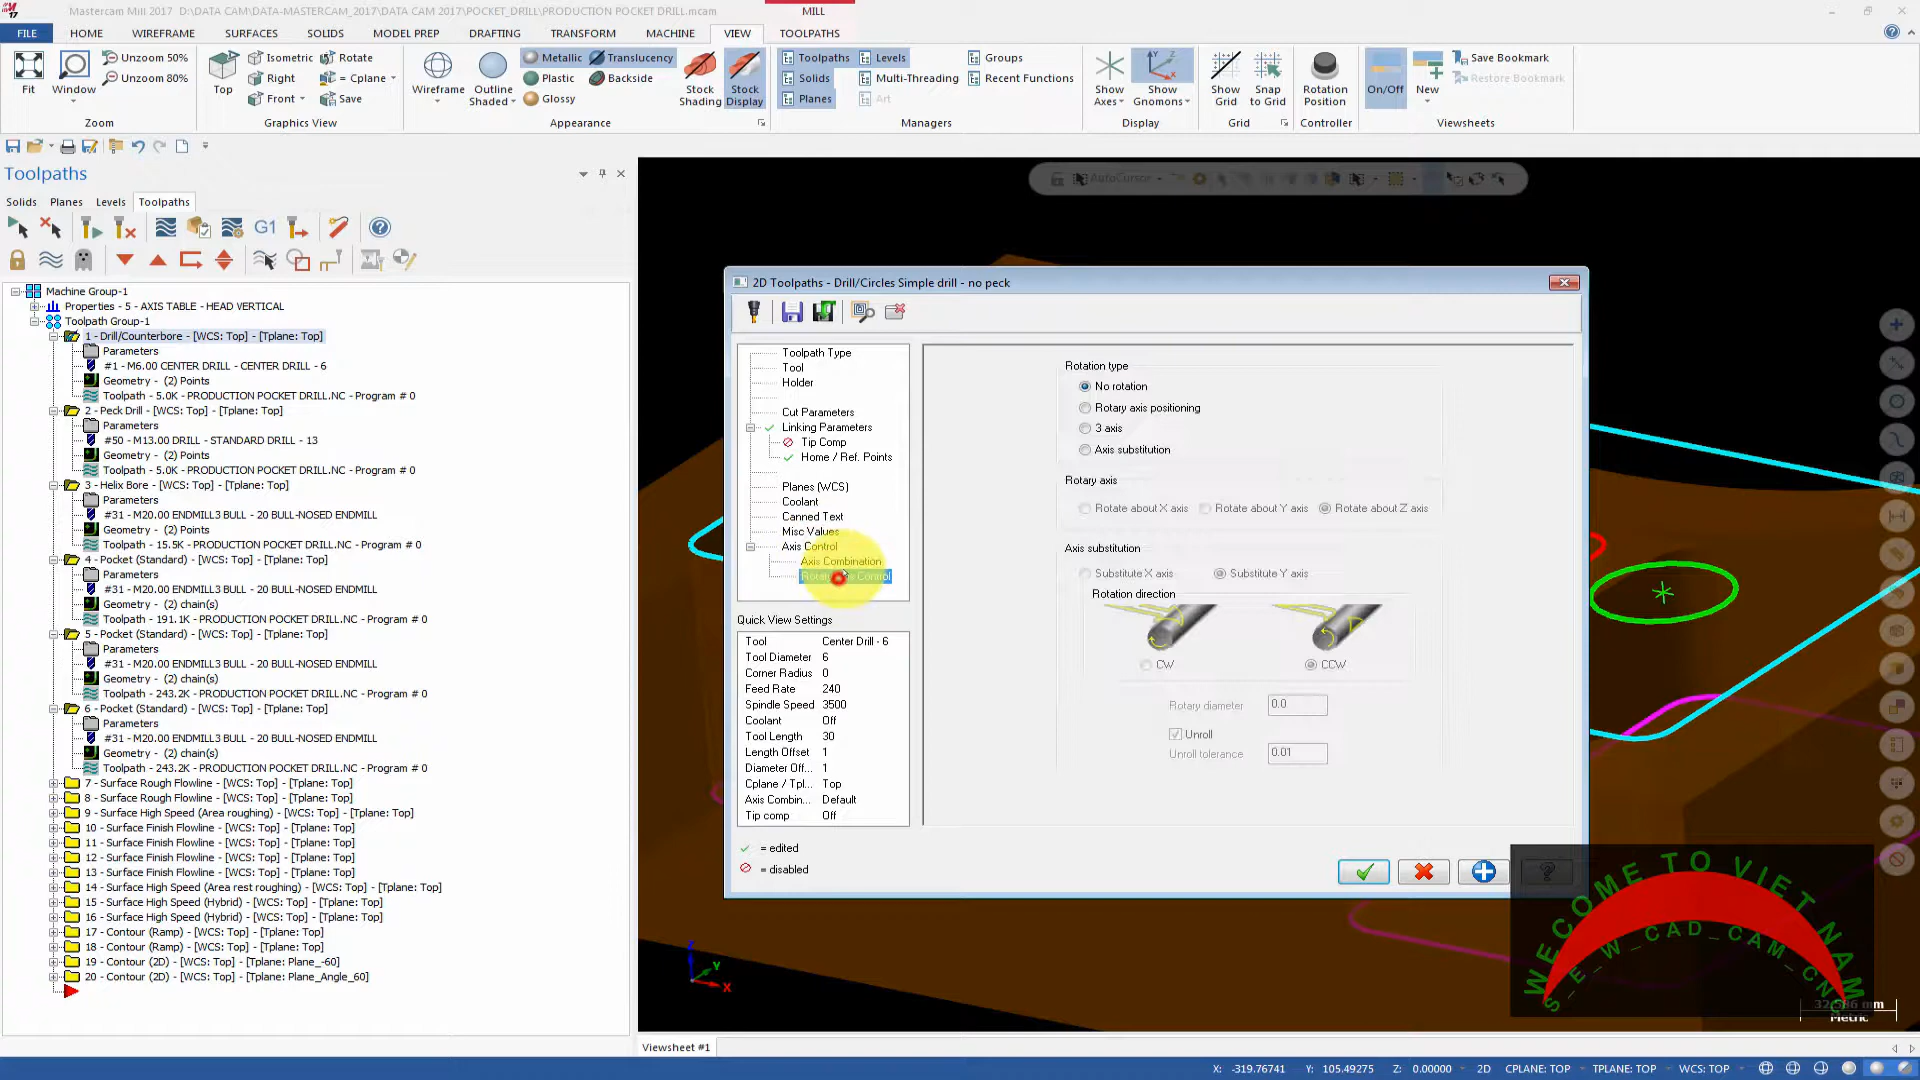 Mastercam Mill 2017  D:\DATA CAM\DATA-MASTERCAM_2017\DATA CAM 2017\POCKET_DRILL\PRODUCTION POCKET DRILL.mcam
MILL
FILE HOME WIREFRAME SURFACES SOLIDS MODEL PREP DRAFTING TRANSFORM MACHINE VIEW TOOLPATHS
Unzoom 50% Isometric Rotate Metallic Translucency Toolpaths Levels Groups Save Bookmark
Unzoom 80% Right = Cplane Plastic Backside Solids Multi-Threading Recent Functions Restore Bookmark
Fit Window Top Front Save Wireframe Outline Shaded Glossy Stock Shading Stock Display Planes Art Show Axes Show Gnomons Show Grid Snap to Grid Rotation Position On/Off New
Zoom Graphics View Appearance Managers Display Grid Controller Viewsheets
Toolpaths
Solids Planes Levels Toolpaths
G1
AutoCursor
Machine Group-1
Properties - 5 - AXIS TABLE - HEAD VERTICAL
Toolpath Group-1
1 - Drill/Counterbore - [WCS: Top] - [Tplane: Top]
Parameters
#1 - M6.00 CENTER DRILL - CENTER DRILL - 6
Geometry - (2) Points
Toolpath - 5.0K - PRODUCTION POCKET DRILL.NC - Program # 0
2 - Peck Drill - [WCS: Top] - [Tplane: Top]
Parameters
#50 - M13.00 DRILL - STANDARD DRILL - 13
Geometry - (2) Points
Toolpath - 5.0K - PRODUCTION POCKET DRILL.NC - Program # 0
3 - Helix Bore - [WCS: Top] - [Tplane: Top]
Parameters
#31 - M20.00 ENDMILL3 BULL - 20 BULL-NOSED ENDMILL
Geometry - (2) Points
Toolpath - 15.5K - PRODUCTION POCKET DRILL.NC - Program # 0
4 - Pocket (Standard) - [WCS: Top] - [Tplane: Top]
Parameters
#31 - M20.00 ENDMILL3 BULL - 20 BULL-NOSED ENDMILL
Geometry - (2) chain(s)
Toolpath - 191.1K - PRODUCTION POCKET DRILL.NC - Program # 0
5 - Pocket (Standard) - [WCS: Top] - [Tplane: Top]
Parameters
#31 - M20.00 ENDMILL3 BULL - 20 BULL-NOSED ENDMILL
Geometry - (2) chain(s)
Toolpath - 243.2K - PRODUCTION POCKET DRILL.NC - Program # 0
6 - Pocket (Standard) - [WCS: Top] - [Tplane: Top]
Parameters
#31 - M20.00 ENDMILL3 BULL - 20 BULL-NOSED ENDMILL
Geometry - (2) chain(s)
Toolpath - 243.2K - PRODUCTION POCKET DRILL.NC - Program # 0
7 - Surface Rough Flowline - [WCS: Top] - [Tplane: Top]
8 - Surface Rough Flowline - [WCS: Top] - [Tplane: Top]
9 - Surface High Speed (Area roughing) - [WCS: Top] - [Tplane: Top]
10 - Surface Finish Flowline - [WCS: Top] - [Tplane: Top]
11 - Surface Finish Flowline - [WCS: Top] - [Tplane: Top]
12 - Surface Finish Flowline - [WCS: Top] - [Tplane: Top]
13 - Surface Finish Flowline - [WCS: Top] - [Tplane: Top]
14 - Surface High Speed (Area rest roughing) - [WCS: Top] - [Tplane: Top]
15 - Surface High Speed (Hybrid) - [WCS: Top] - [Tplane: Top]
16 - Surface High Speed (Hybrid) - [WCS: Top] - [Tplane: Top]
17 - Contour (Ramp) - [WCS: Top] - [Tplane: Top]
18 - Contour (Ramp) - [WCS: Top] - [Tplane: Top]
19 - Contour (2D) - [WCS: Top] - [Tplane: Plane_-60]
20 - Contour (2D) - [WCS: Top] - [Tplane: Plane_Angle_60]
2D Toolpaths - Drill/Circles Simple drill - no peck
Toolpath Type
Tool
Holder
Cut Parameters
Linking Parameters
Tip Comp
Home / Ref. Points
Planes (WCS)
Coolant
Canned Text
Misc Values
Axis Control
Axis Combination
Rotary Axis Control
Quick View Settings
Tool Center Drill - 6
Tool Diameter 6
Corner Radius 0
Feed Rate 240
Spindle Speed 3500
Coolant Off
Tool Length 30
Length Offset 1
Diameter Off... 1
Cplane / Tpl... Top
Axis Combin... Default
Tip comp Off
= edited
= disabled
Rotation type
No rotation
Rotary axis positioning
3 axis
Axis substitution
Rotary axis
Rotate about X axis Rotate about Y axis Rotate about Z axis
Axis substitution
Substitute X axis Substitute Y axis
Rotation direction
CW CCW
Rotary diameter 0.0
Unroll
Unroll tolerance 0.01
WECOME TO VIET NAM
S_E_W_CAD_CAM_CNS
Z
Y
X
32.586 mm
Metric
Viewsheet #1
X: -319.76741 Y: 105.49275 Z: 0.00000 2D CPLANE: TOP TPLANE: TOP WCS: TOP